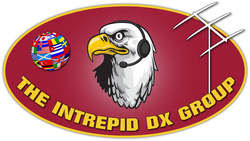 THE INTREPID DX GROUP